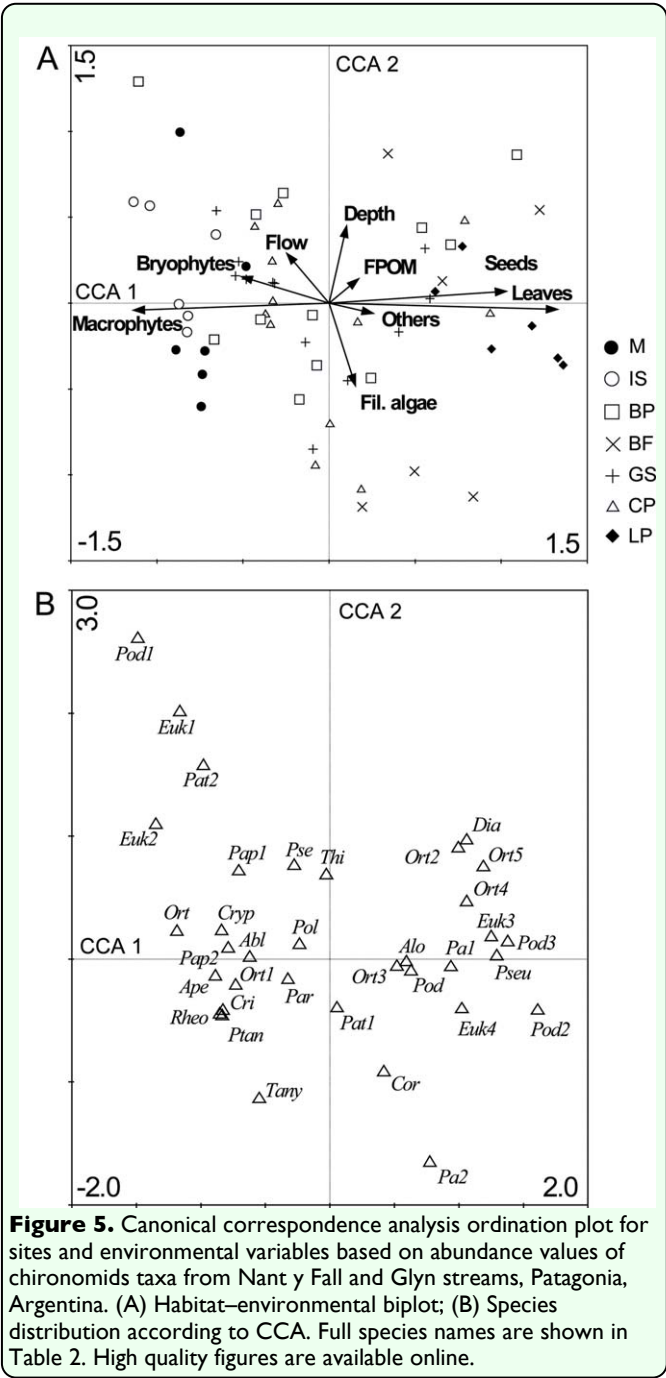 A
1.5
CCA 2
Depth
Flow
Bryophytes
FPOM
Seeds
CCA 1
Leaves
Macrophytes
Others
Fil. algae
-1.5
1.5
M
IS
BP
BF
GS
CP
LP
B
3.0
CCA 2
Pod1
Euk1
Pat2
Euk2
Pap1
Pse
Thi
Dia
Ort2
Ort5
Ort4
Ort
Cryp
Pol
Euk3
Pod3
CCA 1
Pap2
Abl
Alo
Pa1
Pseu
Ape
Ort1
Par
Ort3
Pod
Cri
Rheo
Ptan
Pat1
Euk4
Pod2
Tany
Cor
Pa2
-2.0
2.0
Figure 5. Canonical correspondence analysis ordination plot for
sites and environmental variables based on abundance values of
chironomids taxa from Nant y Fall and Glyn streams, Patagonia,
Argentina. (A) Habitat–environmental biplot; (B) Species
distribution according to CCA. Full species names are shown in
Table 2. High quality figures are available online.